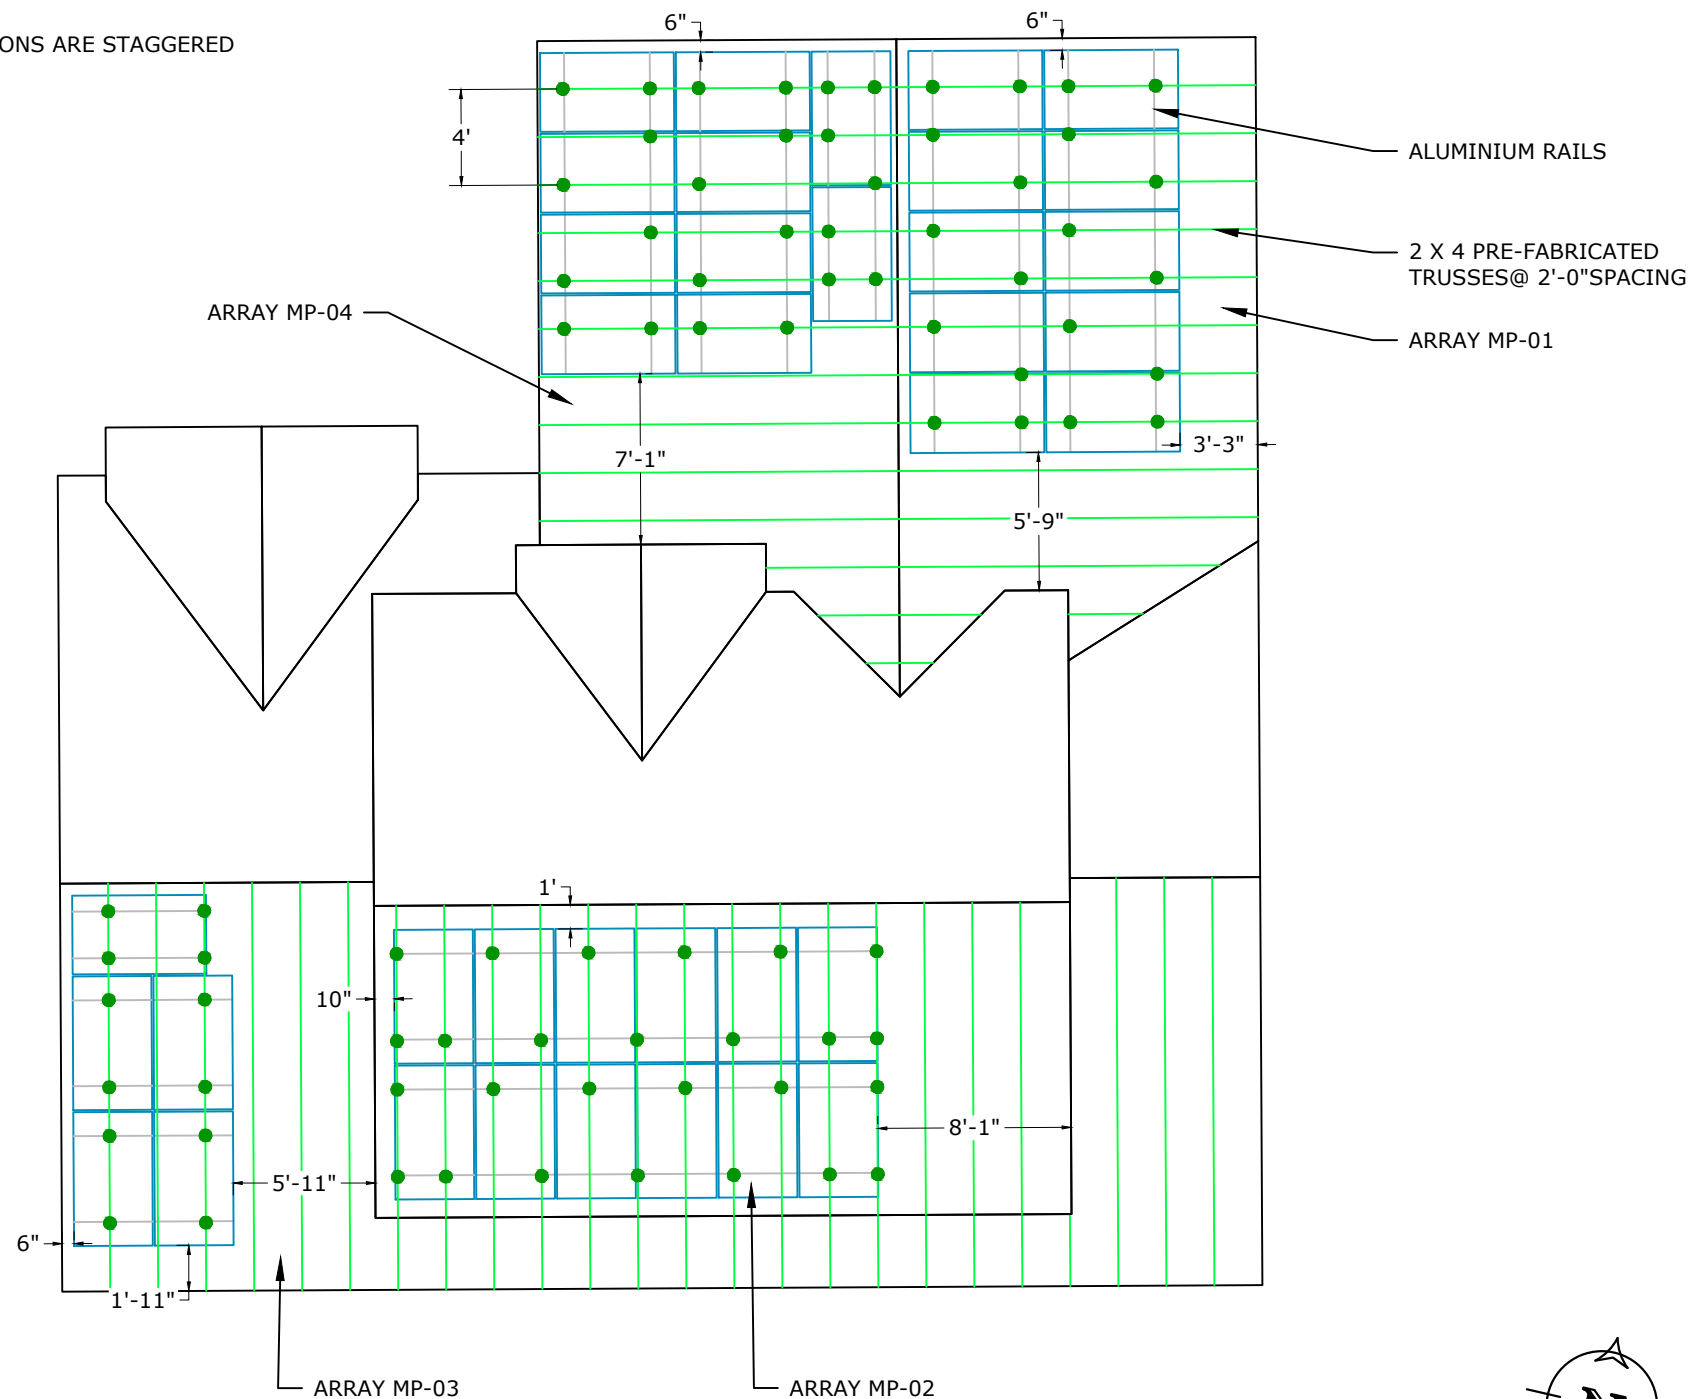 ONS ARE STAGGERED
6"
6"
4'
ALUMINIUM RAILS
2 X 4 PRE-FABRICATED
TRUSSES@ 2'-0"SPACING
ARRAY MP-04
ARRAY MP-01
3'-3"
7'-1"
5'-9"
1'
10"
8'-1"
5'-11"
6"
1'-11"
ARRAY MP-03
ARRAY MP-02